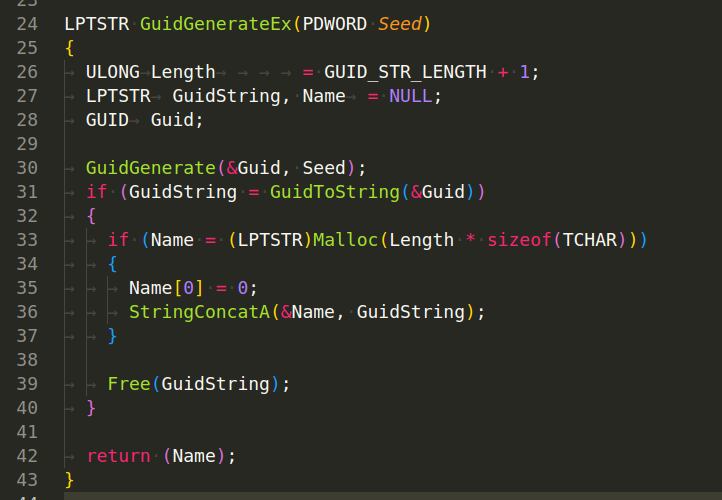 24 LPTSTR GuidGenerateEx(PDWORD Seed)
25 {
26 ULONG Length = GUID_STR_LENGTH + 1;
27 LPTSTR GuidString, Name = NULL;
28 GUID Guid;
29
30 GuidGenerate(&Guid, Seed);
31 if (GuidString = GuidToString(&Guid))
32 {
33 if (Name = (LPTSTR)Malloc(Length * sizeof(TCHAR)))
34 {
35 Name[0] = 0;
36 StringConcatA(&Name, GuidString);
37 }
38
39 Free(GuidString);
40 }
41
42 return (Name);
43 }